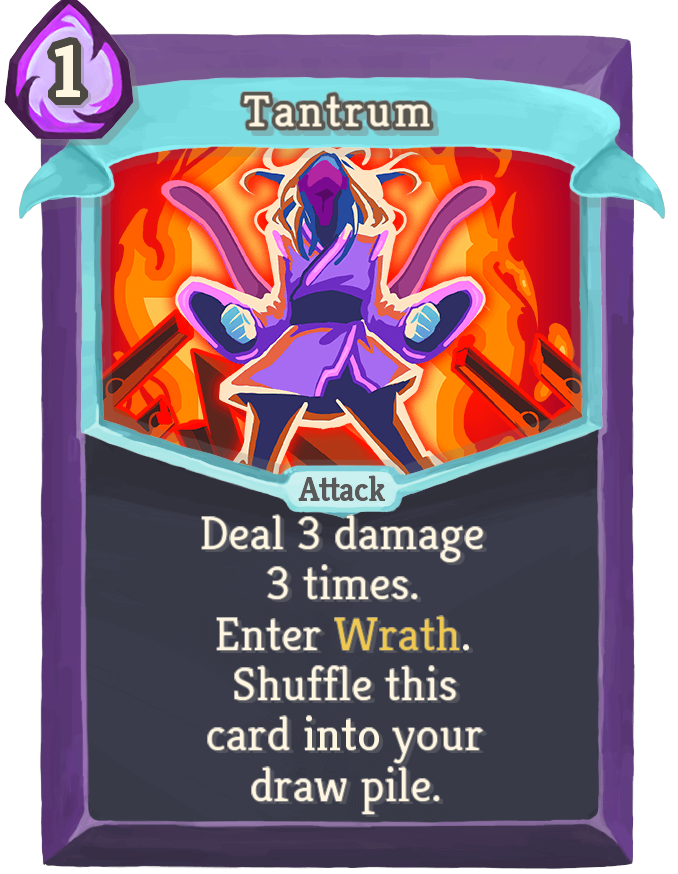 1
Tantrum
Attack
Deal 3 damage
3 times.
Enter Wrath.
Shuffle this
card into your
draw pile.